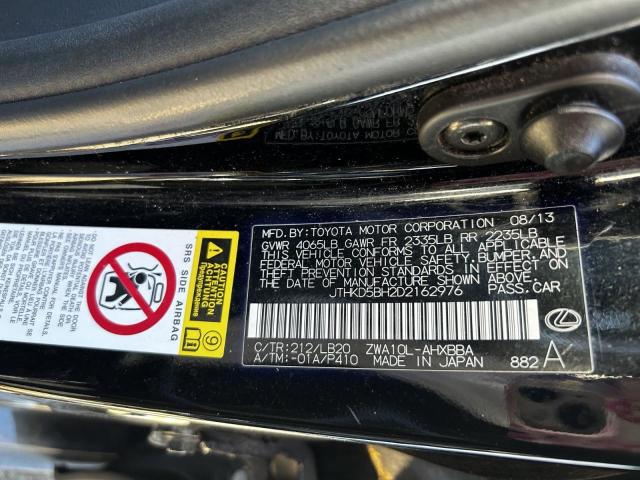 MFD.BY:TOYOTA MOTOR CORPORATION 08/13
GVWR 4065LB GAWR FR 2335LB RR 2235LB
THIS VEHICLE CONFORMS TO ALL APPLICABLE
FEDERAL MOTOR VEHICLE SAFETY,BUMPER,AND
THEFT PREVENTION STANDARDS IN EFFECT ON
THE DATE OF MANUFACTURE SHOWN ABOVE.
JTHKD5BH2D2162976 PASS.CAR
C/TR:212/LB20 ZWA10L-AHXBBA
A/TM:-01A/P410 MADE IN JAPAN 882 A
SRS SIDE AIRBAG
9